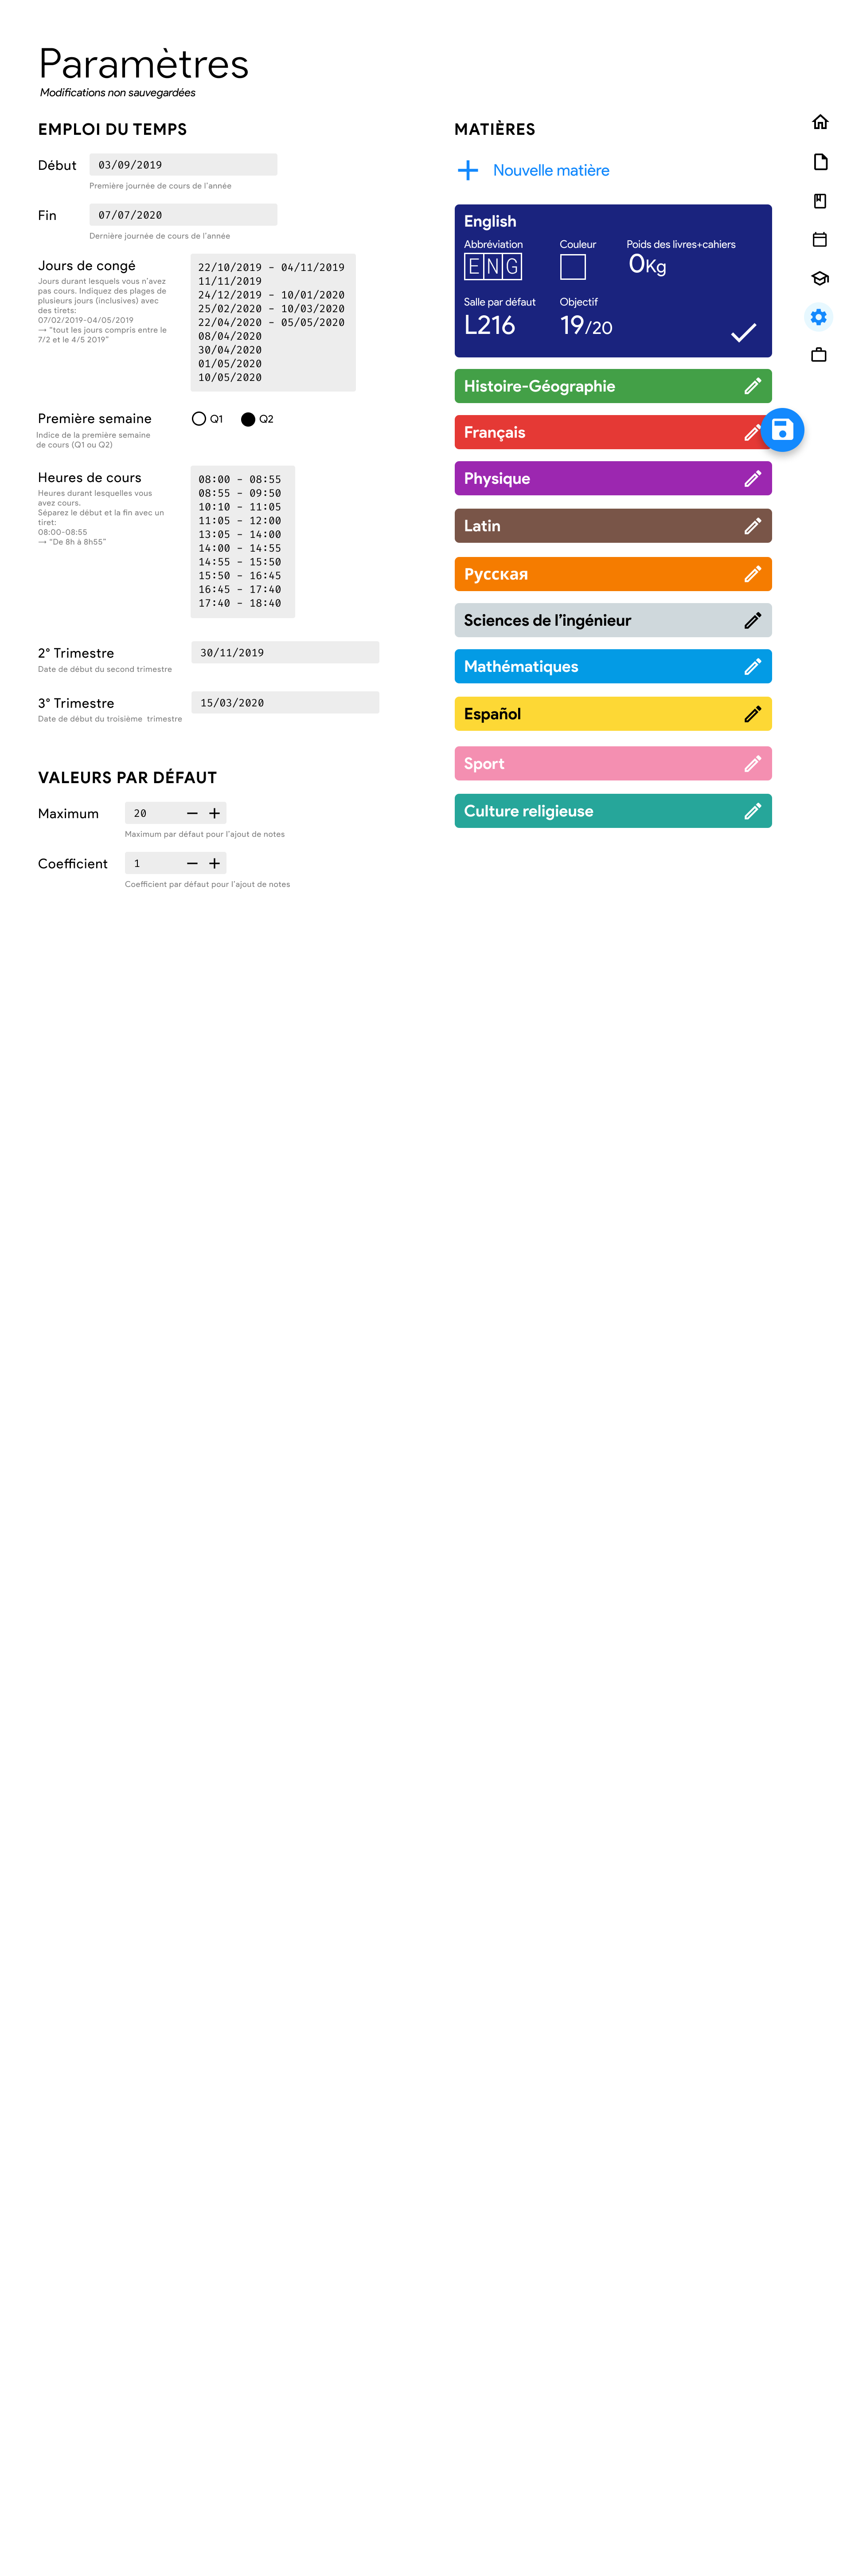 Paramètres
Modifications non sauvegardées
EMPLOI DU TEMPS
Début
03/09/2019
Première journée de cours de l'année
Fin
07/07/2020
Dernière journée de cours de l'année
Jours de congé
Jours durant lesquels vous n'avez
pas cours. Indiquez des plages de
plusieurs jours (inclusives) avec
des tirets:
07/02/2019-04/05/2019
→ "tout les jours compris entre le
7/2 et le 4/5 2019"
22/10/2019 - 04/11/2019
11/11/2019
24/12/2019 - 10/01/2020
25/02/2020 - 10/03/2020
22/04/2020 - 05/05/2020
08/04/2020
30/04/2020
01/05/2020
10/05/2020
Première semaine
Indice de la première semaine
de cours (Q1 ou Q2)
Q1 Q2
Heures de cours
Heures durant lesquelles vous
avez cours.
Séparez le début et la fin avec un
tiret:
08:00-08:55
→ "De 8h à 8h55"
08:00 - 08:55
08:55 - 09:50
10:10 - 11:05
11:05 - 12:00
13:05 - 14:00
14:00 - 14:55
14:55 - 15:50
15:50 - 16:45
16:45 - 17:40
17:40 - 18:40
2° Trimestre
30/11/2019
Date de début du second trimestre
3° Trimestre
15/03/2020
Date de début du troisième trimestre
VALEURS PAR DÉFAUT
Maximum
20
Maximum par défaut pour l'ajout de notes
Coefficient
1
Coefficient par défaut pour l'ajout de notes
MATIÈRES
Nouvelle matière
English
Abbréviation
ENG
Couleur
Poids des livres+cahiers
0Kg
Salle par défaut
L216
Objectif
19/20
Histoire-Géographie
Français
Physique
Latin
Русская
Sciences de l'ingénieur
Mathématiques
Español
Sport
Culture religieuse